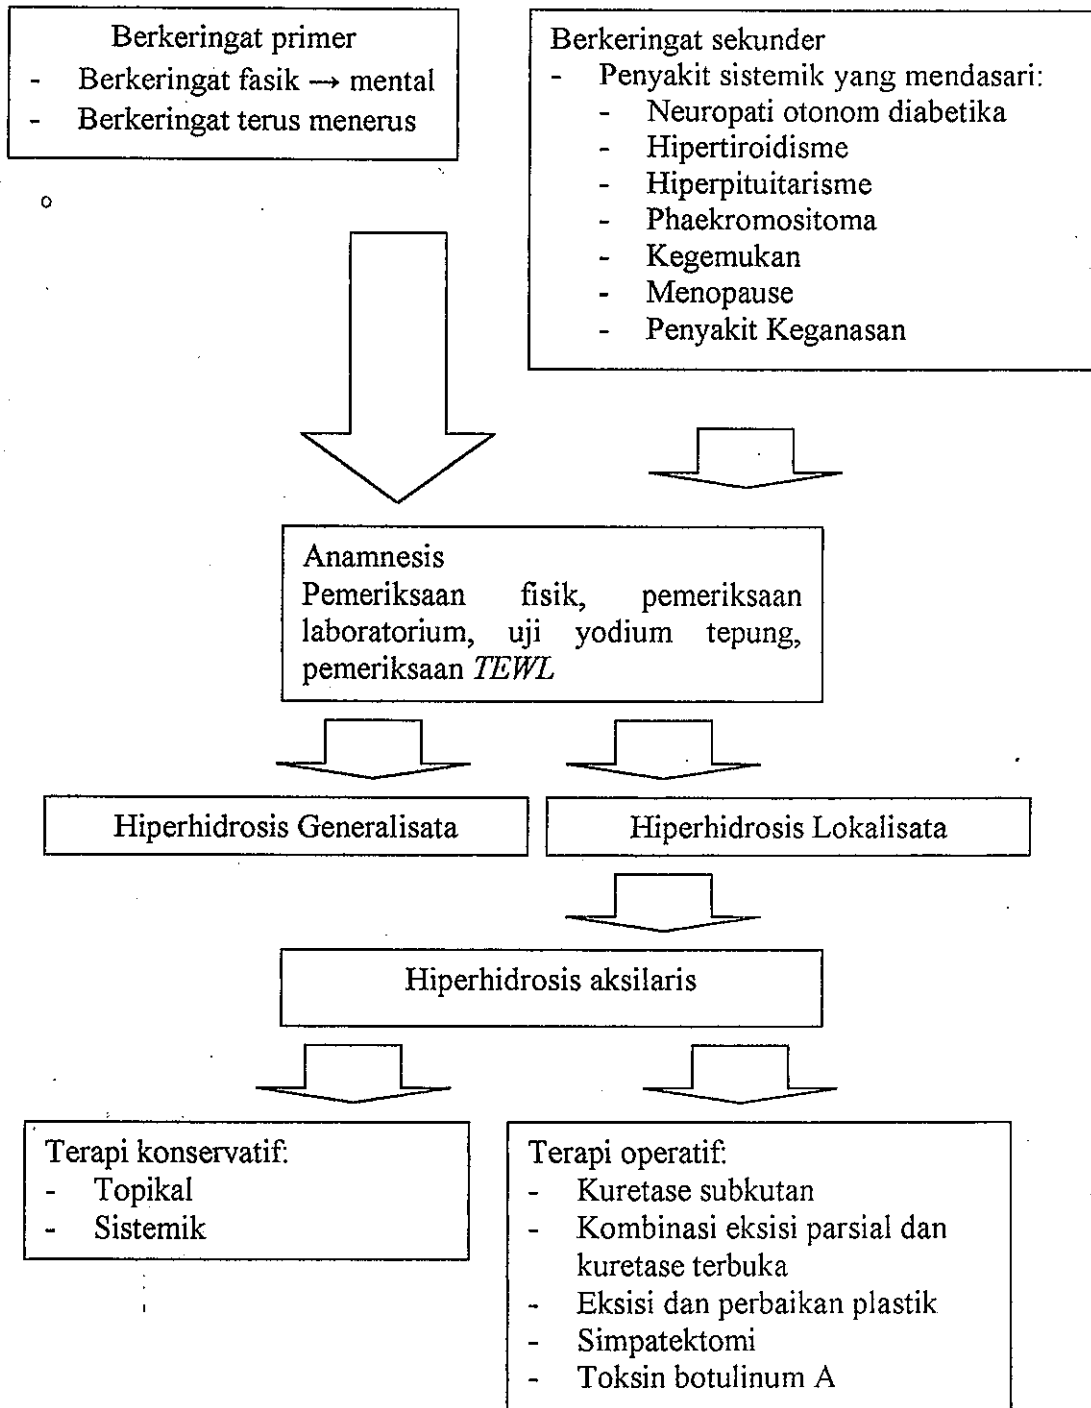 Berkeringat primer
- Berkeringat fasik → mental
- Berkeringat terus menerus
Berkeringat sekunder
- Penyakit sistemik yang mendasari:
- Neuropati otonom diabetika
- Hipertiroidisme
- Hiperpituitarisme
- Phaekromositoma
- Kegemukan
- Menopause
- Penyakit Keganasan
Anamnesis
Pemeriksaan fisik, pemeriksaan
laboratorium, uji yodium tepung,
pemeriksaan TEWL
Hiperhidrosis Generalisata
Hiperhidrosis Lokalisata
Hiperhidrosis aksilaris
Terapi konservatif:
- Topikal
- Sistemik
Terapi operatif:
- Kuretase subkutan
- Kombinasi eksisi parsial dan
kuretase terbuka
- Eksisi dan perbaikan plastik
- Simpatektomi
- Toksin botulinum A